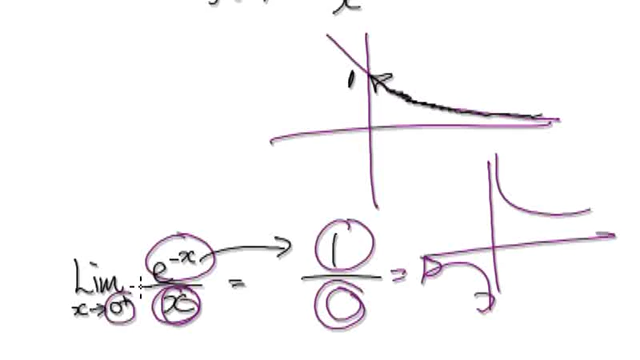 1
Lim x→0⁺ e^{-x}/x = 1/0 =